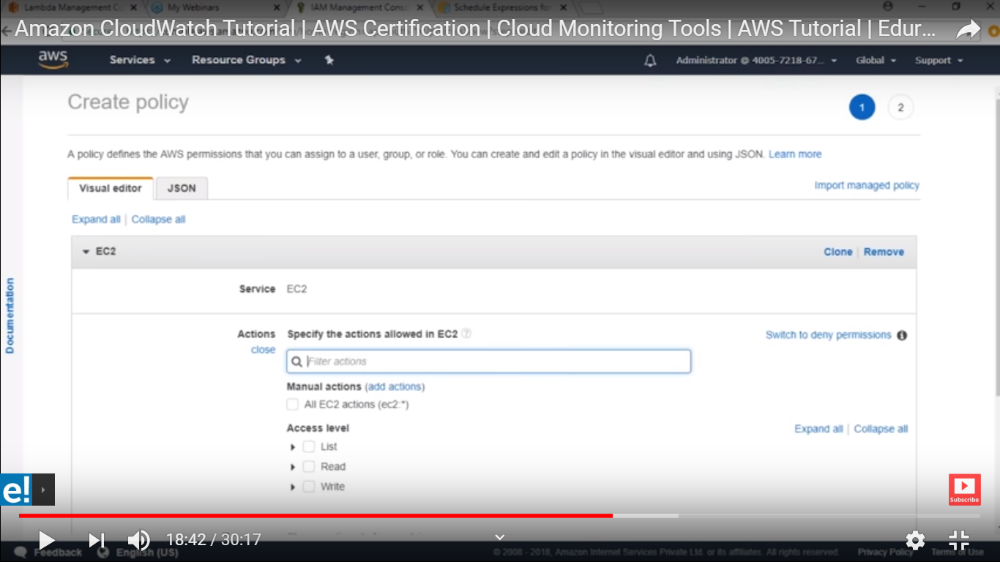 Lambda Management C
My Webinars
IAM Management Cons
Schedule Expressions for
Amazon CloudWatch Tutorial | AWS Certification | Cloud Monitoring Tools | AWS Tutorial | Edur...
aws
Services
Resource Groups
Administrator @ 4005-7218-67...
Global
Support
Create policy
1
2
A policy defines the AWS permissions that you can assign to a user, group, or role. You can create and edit a policy in the visual editor and using JSON. Learn more
Visual editor
JSON
Import managed policy
Expand all | Collapse all
EC2
Clone | Remove
Service EC2
Documentation
Actions
close
Specify the actions allowed in EC2
Switch to deny permissions
Filter actions
Manual actions (add actions)
All EC2 actions (ec2:*)
Access level
Expand all | Collapse all
List
Read
Write
e!
Subscribe
18:42 / 30:17
Feedback
English (US)
© 2008 - 2018, Amazon Internet Services Private Ltd. or its affiliates. All rights reserved.
Privacy Policy
Terms of Use